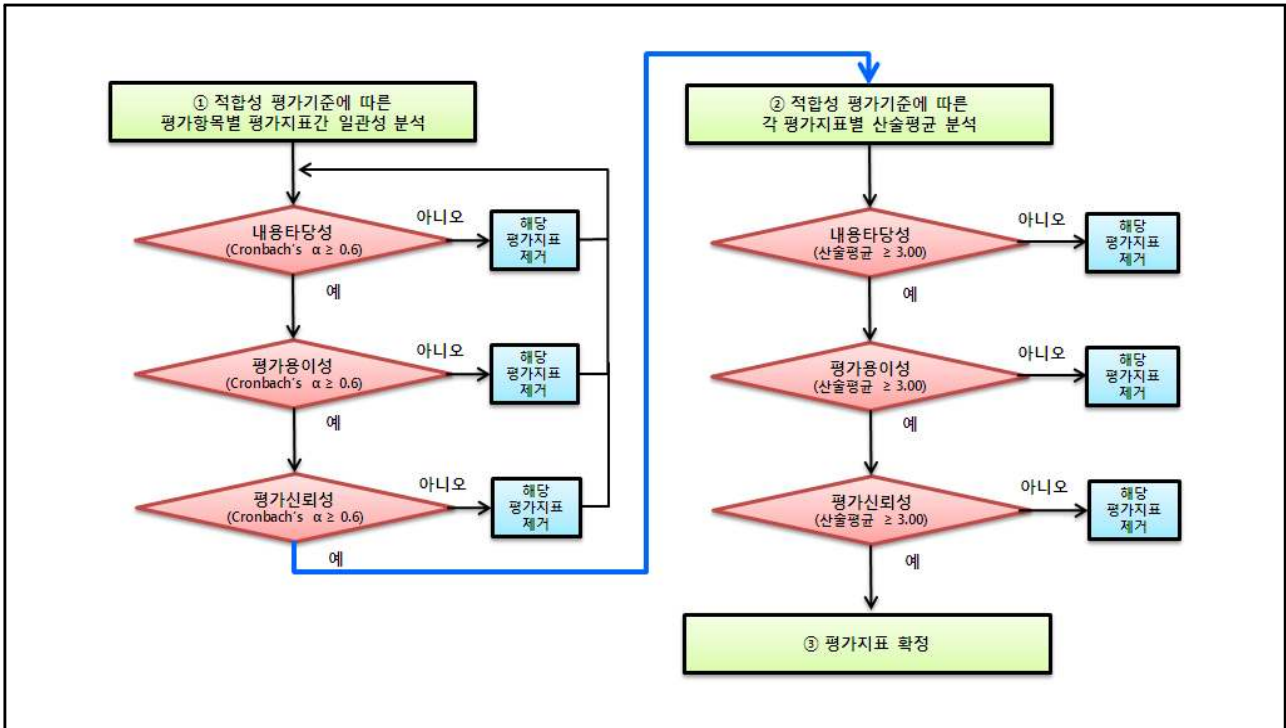 ① 적합성 평가기준에 따른
평가항목별 평가지표간 일관성 분석
내용타당성
(Cronbach's α ≥ 0.6)
아니오
해당
평가지표
제거
예
평가용이성
(Cronbach's α ≥ 0.6)
아니오
해당
평가지표
제거
예
평가신뢰성
(Cronbach's α ≥ 0.6)
아니오
해당
평가지표
제거
예
② 적합성 평가기준에 따른
각 평가지표별 산술평균 분석
내용타당성
(산술평균 ≥ 3.00)
아니오
해당
평가지표
제거
예
평가용이성
(산술평균 ≥ 3.00)
아니오
해당
평가지표
제거
예
평가신뢰성
(산술평균 ≥ 3.00)
아니오
해당
평가지표
제거
예
③ 평가지표 확정